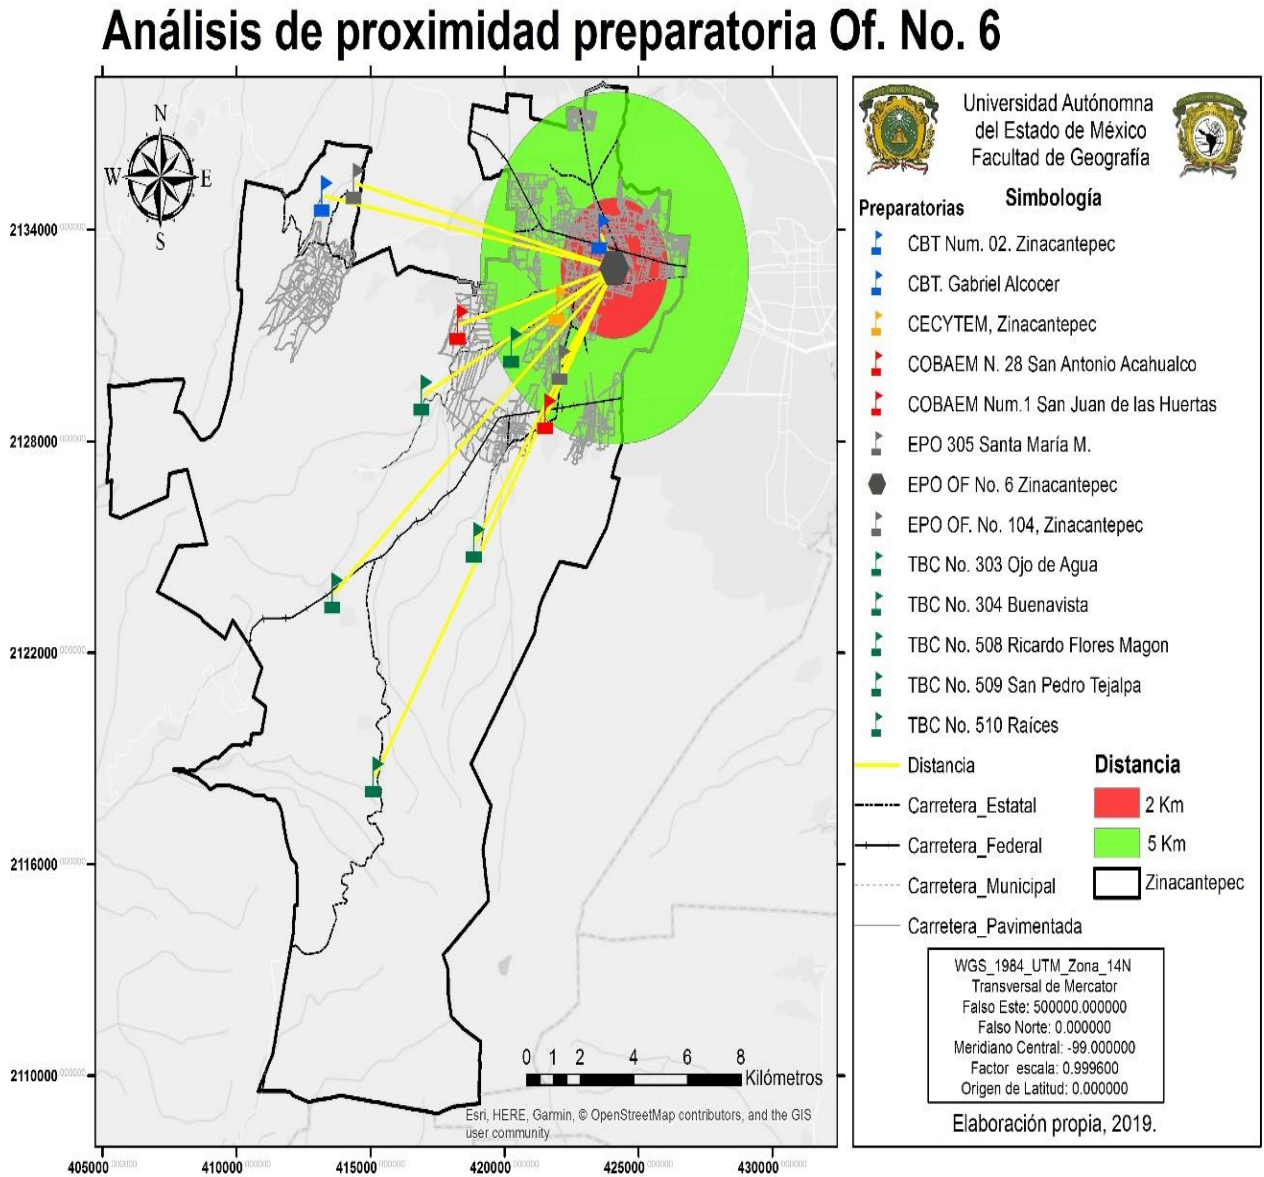 Análisis de proximidad preparatoria Of. No. 6
N
W
E
S
2134000
2128000
2122000
2116000
2110000
405000
410000
415000
420000
425000
430000
0 1 2 4 6 8
Kilómetros
Esri, HERE, Garmin, © OpenStreetMap contributors, and the GIS
user community
Universidad Autónomna
del Estado de México
Facultad de Geografía
Simbología
Preparatorias
CBT Num. 02. Zinacantepec
CBT. Gabriel Alcocer
CECYTEM, Zinacantepec
COBAEM N. 28 San Antonio Acahualco
COBAEM Num.1 San Juan de las Huertas
EPO 305 Santa María M.
EPO OF No. 6 Zinacantepec
EPO OF. No. 104, Zinacantepec
TBC No. 303 Ojo de Agua
TBC No. 304 Buenavista
TBC No. 508 Ricardo Flores Magon
TBC No. 509 San Pedro Tejalpa
TBC No. 510 Raíces
Distancia
Carretera_Estatal
Carretera_Federal
Carretera_Municipal
Carretera_Pavimentada
Distancia
2 Km
5 Km
Zinacantepec
WGS_1984_UTM_Zona_14N
Transversal de Mercator
Falso Este: 500000.000000
Falso Norte: 0.000000
Meridiano Central: -99.000000
Factor escala: 0.999600
Origen de Latitud: 0.000000
Elaboración propia, 2019.